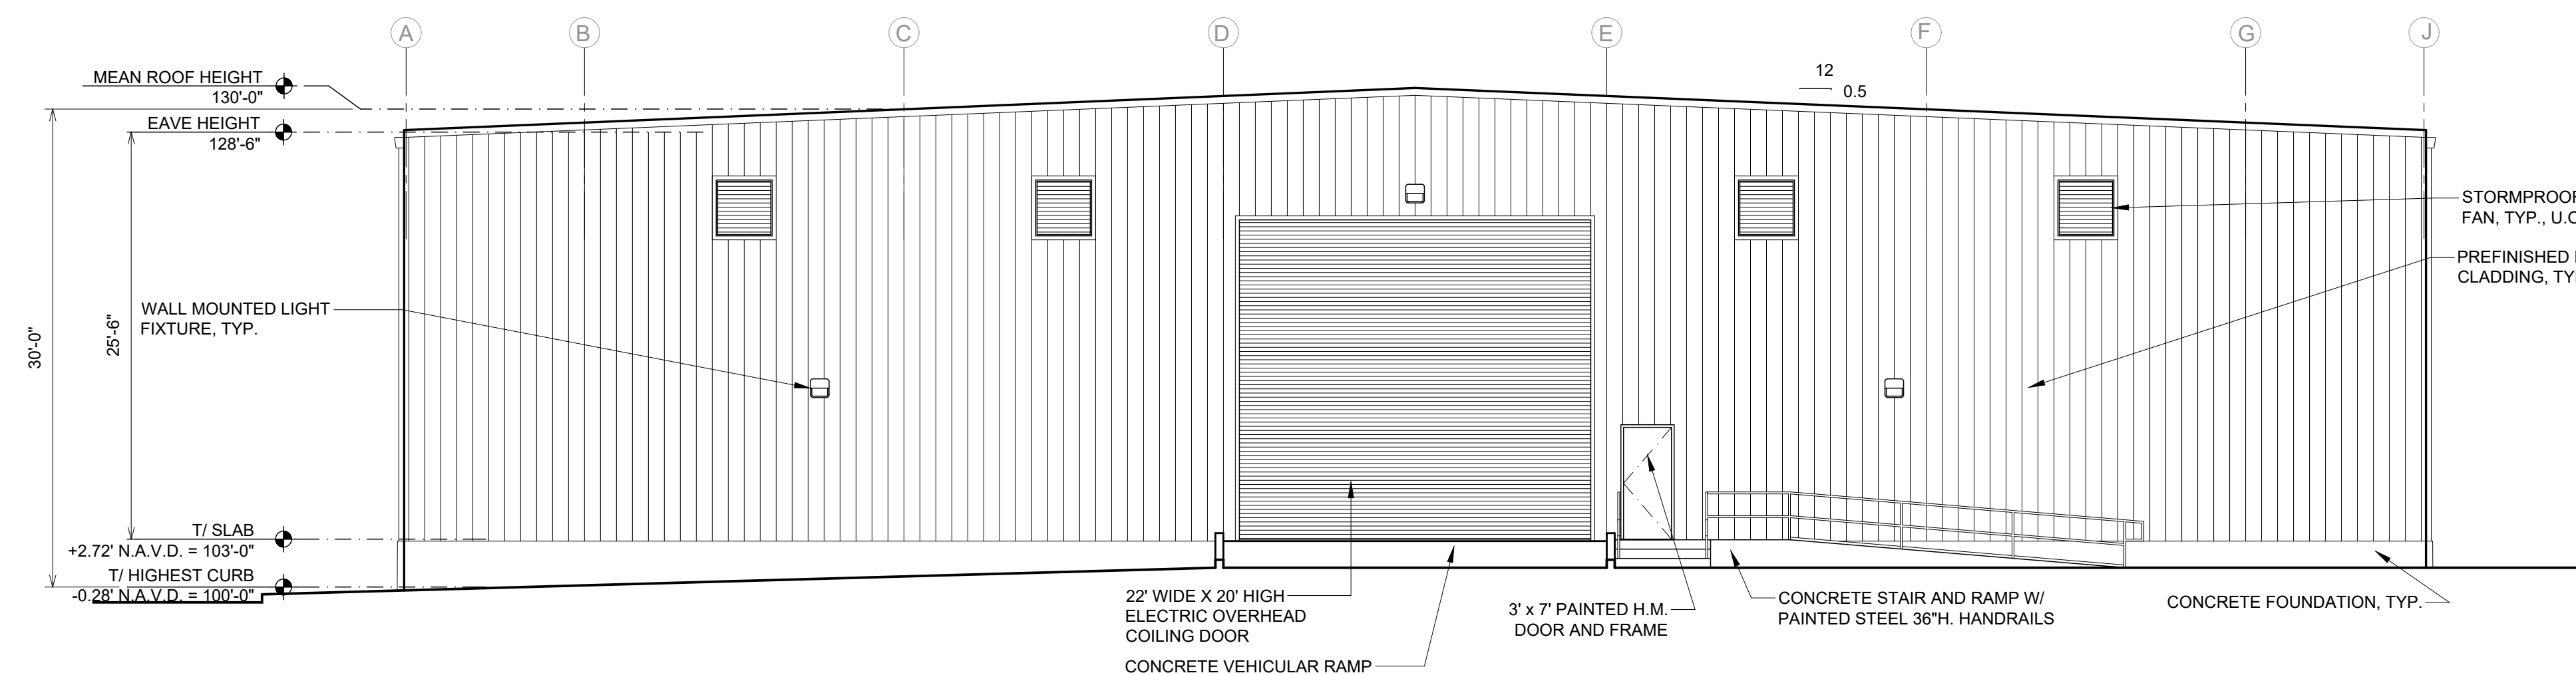 A B C D E F G J
MEAN ROOF HEIGHT
130'-0"
EAVE HEIGHT
128'-6"
12
0.5
STORMPROOF
FAN, TYP., U.O
PREFINISHED
CLADDING, TY
WALL MOUNTED LIGHT
FIXTURE, TYP.
30'-0"
25'-6"
T/ SLAB
+2.72' N.A.V.D. = 103'-0"
T/ HIGHEST CURB
-0.28' N.A.V.D. = 100'-0"
22' WIDE X 20' HIGH
ELECTRIC OVERHEAD
COILING DOOR
CONCRETE VEHICULAR RAMP
3' x 7' PAINTED H.M.
DOOR AND FRAME
CONCRETE STAIR AND RAMP W/
PAINTED STEEL 36"H. HANDRAILS
CONCRETE FOUNDATION, TYP.